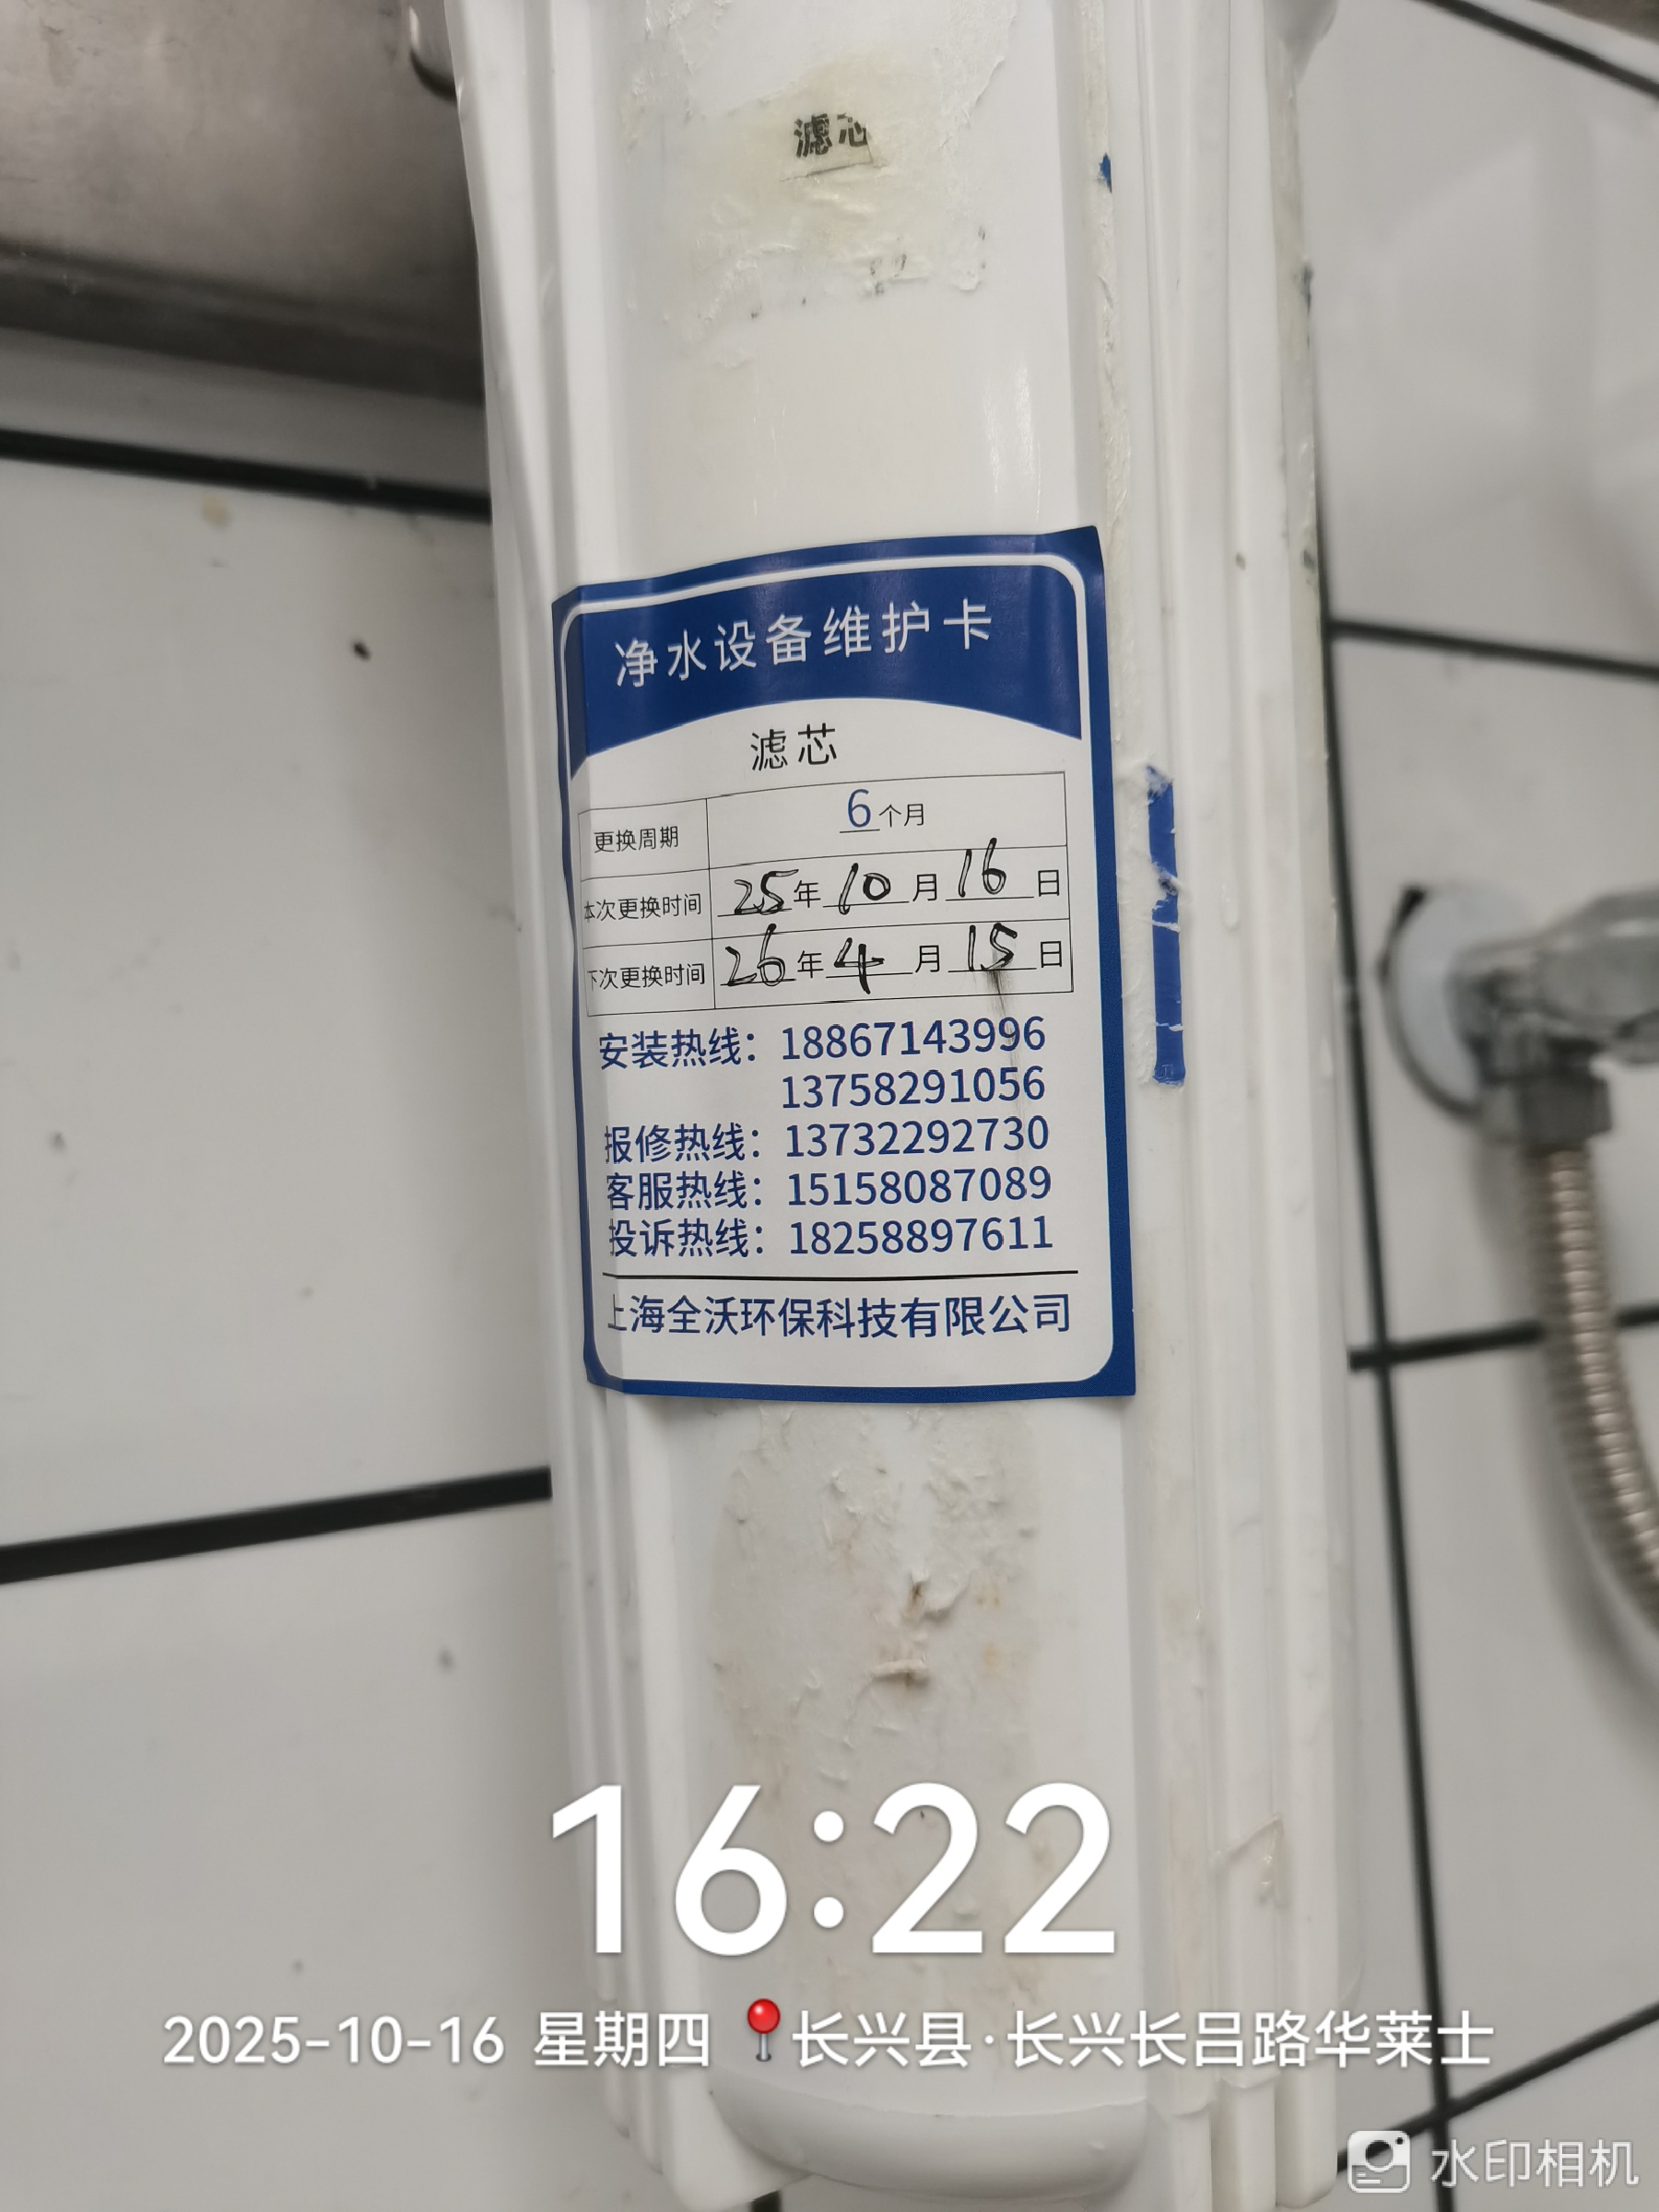 滤芯
净水设备维护卡
滤芯
更换周期 6个月
本次更换时间 25年10月16日
下次更换时间 26年4月15日
安装热线：18867143996
13758291056
报修热线：13732292730
客服热线：15158087089
投诉热线：18258897611
上海全沃环保科技有限公司
16:22
2025-10-16 星期四 📍长兴县·长兴长吕路华莱士
水印相机